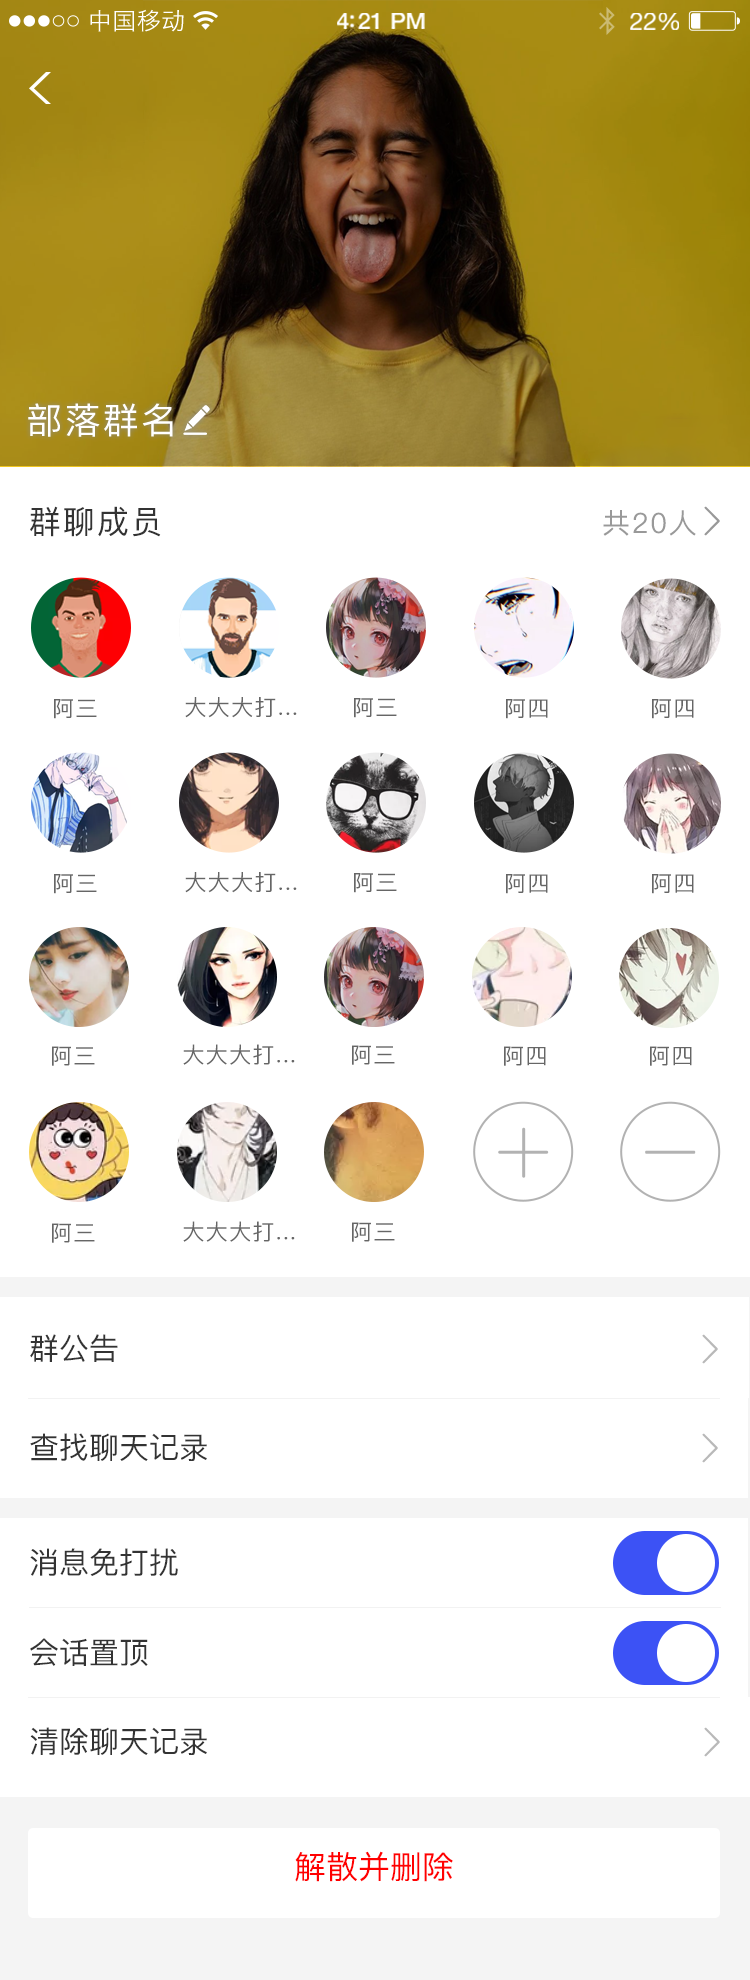 中国移动 4:21 PM 22%
部落群名
群聊成员 共20人
阿三 大大大打... 阿三 阿四 阿四
阿三 大大大打... 阿三 阿四 阿四
阿三 大大大打... 阿三 阿四 阿四
阿三 大大大打... 阿三
群公告
查找聊天记录
消息免打扰
会话置顶
清除聊天记录
解散并删除